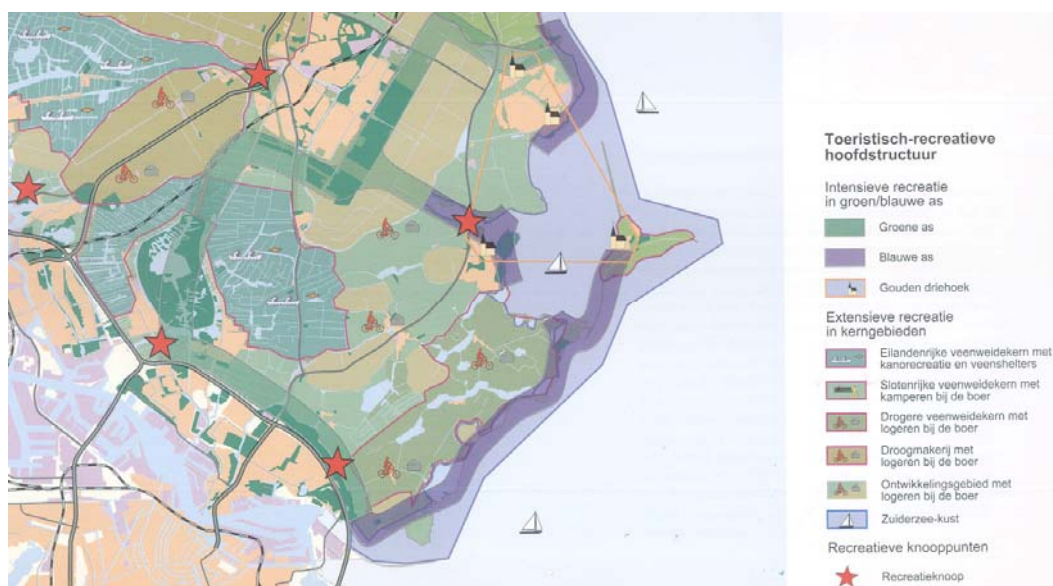 Toeristisch-recreatieve
hoofdstructuur
Intensieve recreatie
in groen/blauwe as
Groene as
Blauwe as
Gouden driehoek
Extensieve recreatie
in kerngebieden
Eilandenrijke veenweidekern met
kanorecreatie en veenshelters
Slotenrijke veenweidekern met
kamperen bij de boer
Drogere veenweidekern met
logeren bij de boer
Droogmakerij met
logeren bij de boer
Ontwikkelingsgebied met
logeren bij de boer
Zuiderzee-kust
Recreatieve knooppunten
Recreatieknoop